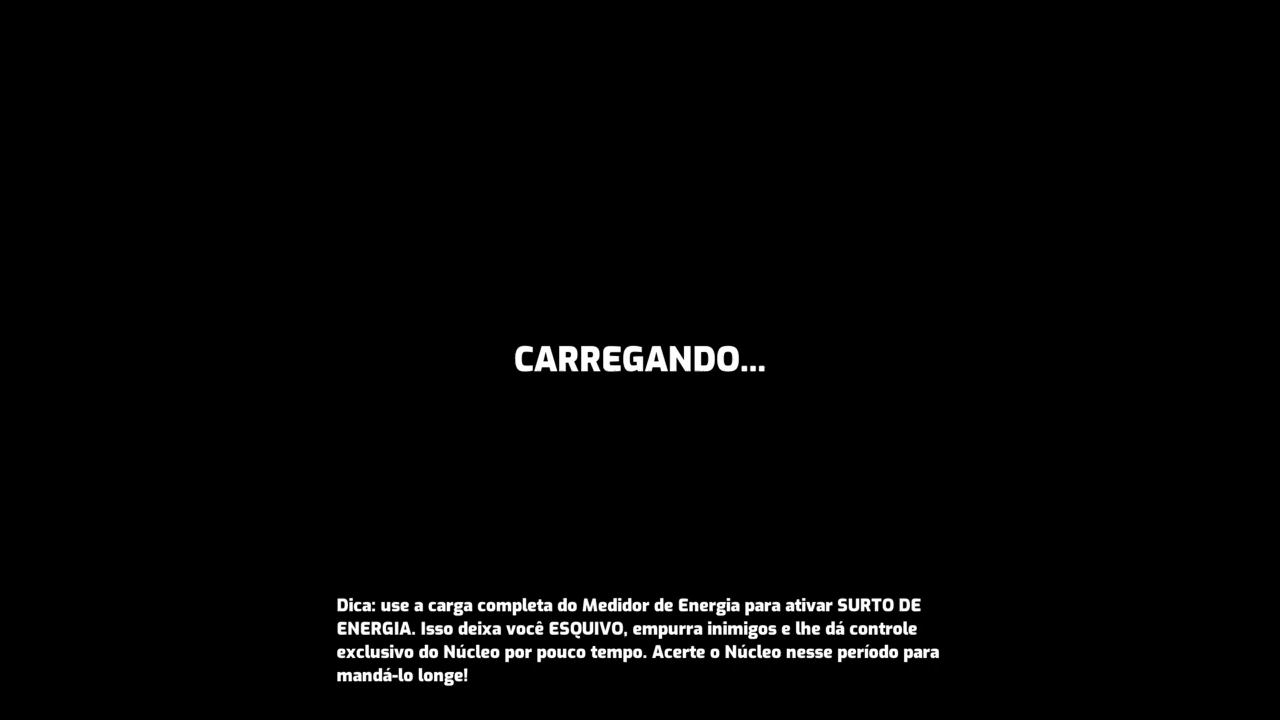 CARREGANDO...
Dica: use a carga completa do Medidor de Energia para ativar SURTO DE
ENERGIA. Isso deixa você ESQUIVO, empurra inimigos e lhe dá controle
exclusivo do Núcleo por pouco tempo. Acerte o Núcleo nesse período para
mandá-lo longe!